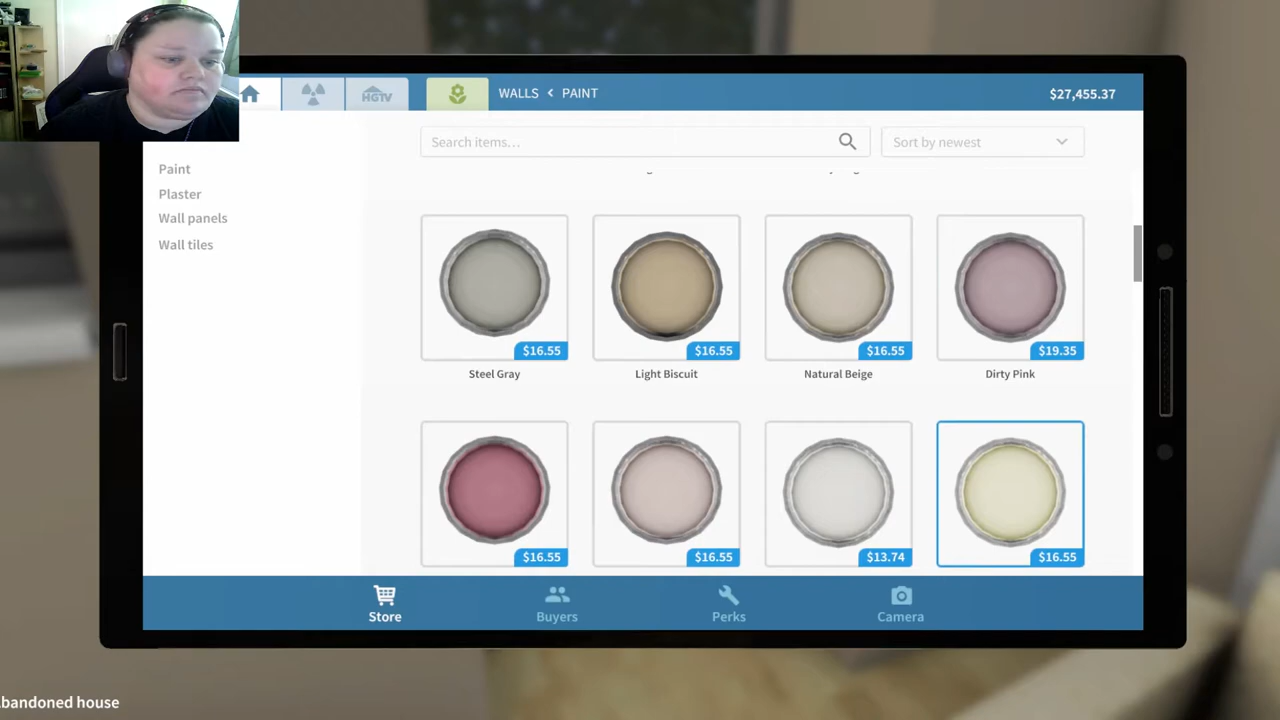 HGTV
WALLS < PAINT
$27,455.37
Search items...
Sort by newest
Paint
Plaster
Wall panels
Wall tiles
$16.55
$16.55
$16.55
$19.35
Steel Gray
Light Biscuit
Natural Beige
Dirty Pink
$16.55
$16.55
$13.74
$16.55
Store
Buyers
Perks
Camera
bandoned house